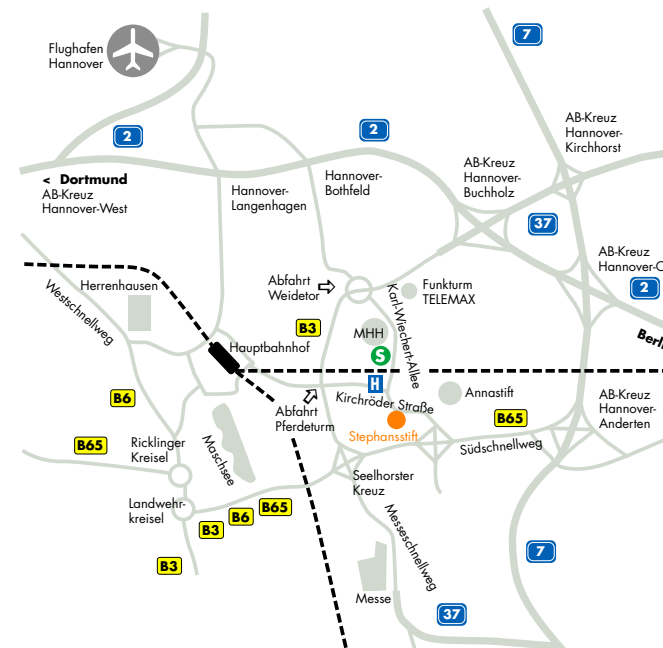 7
Flughafen
Hannover
2
2
AB-Kreuz
Hannover-
Kirchhorst
< Dortmund
AB-Kreuz
Hannover-West
Hannover-
Langenhagen
Hannover-
Bothfeld
AB-Kreuz
Hannover-
Buchholz
37
AB-Kreuz
Hannover-O
2
Berli
Herrenhausen
Westschnellweg
Abfahrt
Weidetor
Funkturm
TELEMAX
Karl-Wiechert-Allee
B3
MHH
S
Hauptbahnhof
H
Kirchröder Straße
Annastift
Abfahrt
Pferdeturm
Stephansstift
B6
B65
B65
AB-Kreuz
Hannover-
Anderten
Ricklinger
Kreisel
Maschsee
Südschnellweg
Seelhorster
Kreuz
Landwehr-
kreisel
B3
B6
B65
B3
Messeschnellweg
7
Messe
37